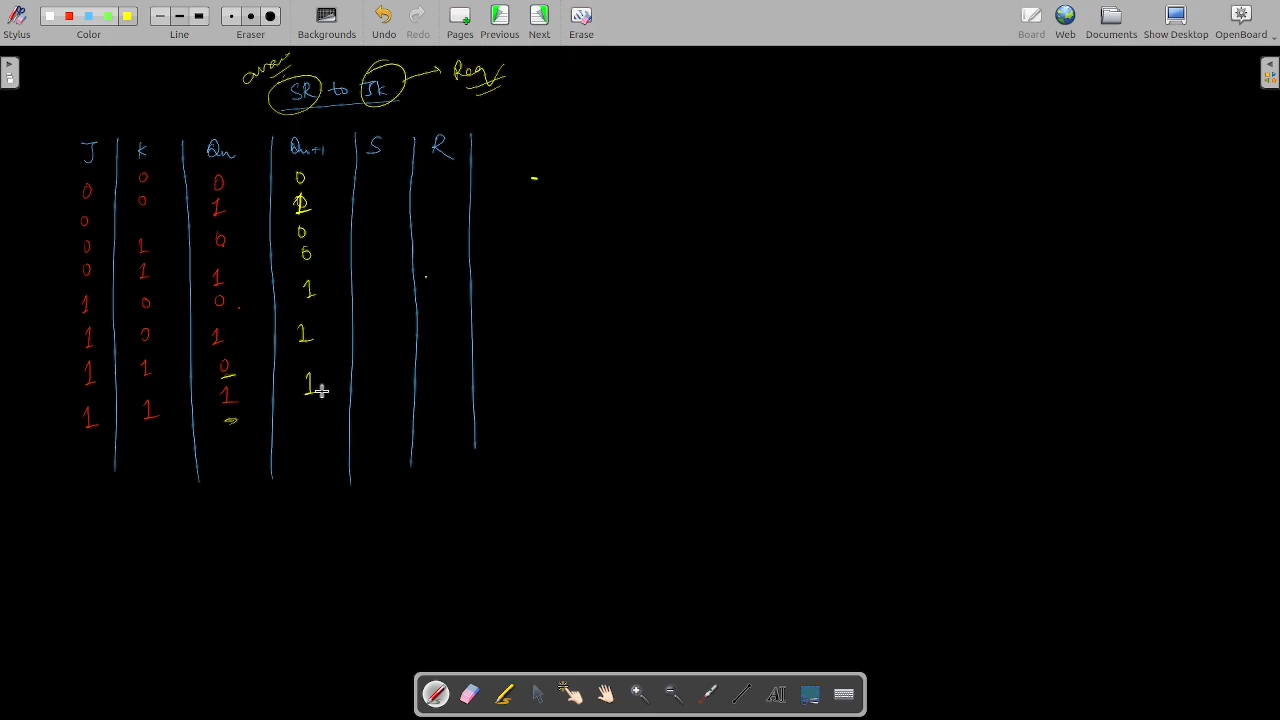 Stylus Color Line Eraser Backgrounds Undo Redo Pages Previous Next Erase Board Web Documents Show Desktop OpenBoard
SR to JK Req
J K Qn Qn+1 S R
0 0 0 0
0 1 1
0 0 0
0 1 0
0 1 1 1
1 0 0
1 0 1 1
1 1 0 1
1 1 1
AI